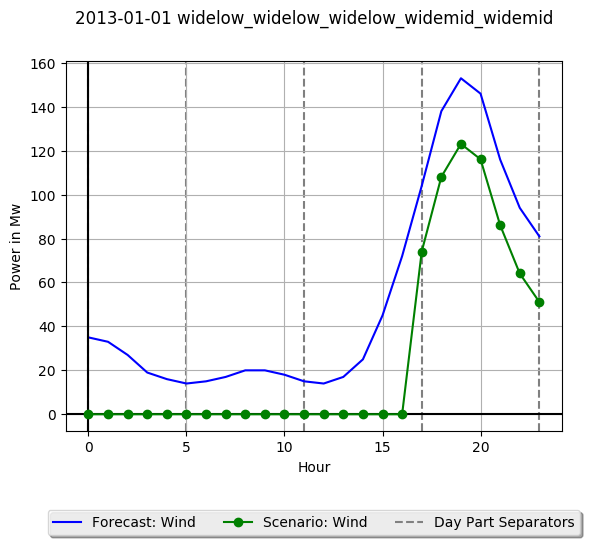 2013-01-01 widelow_widelow_widelow_widemid_widemid
160
140
120
100
80
60
40
20
0
Power in Mw
0 5 10 15 20
Hour
Forecast: Wind Scenario: Wind Day Part Separators